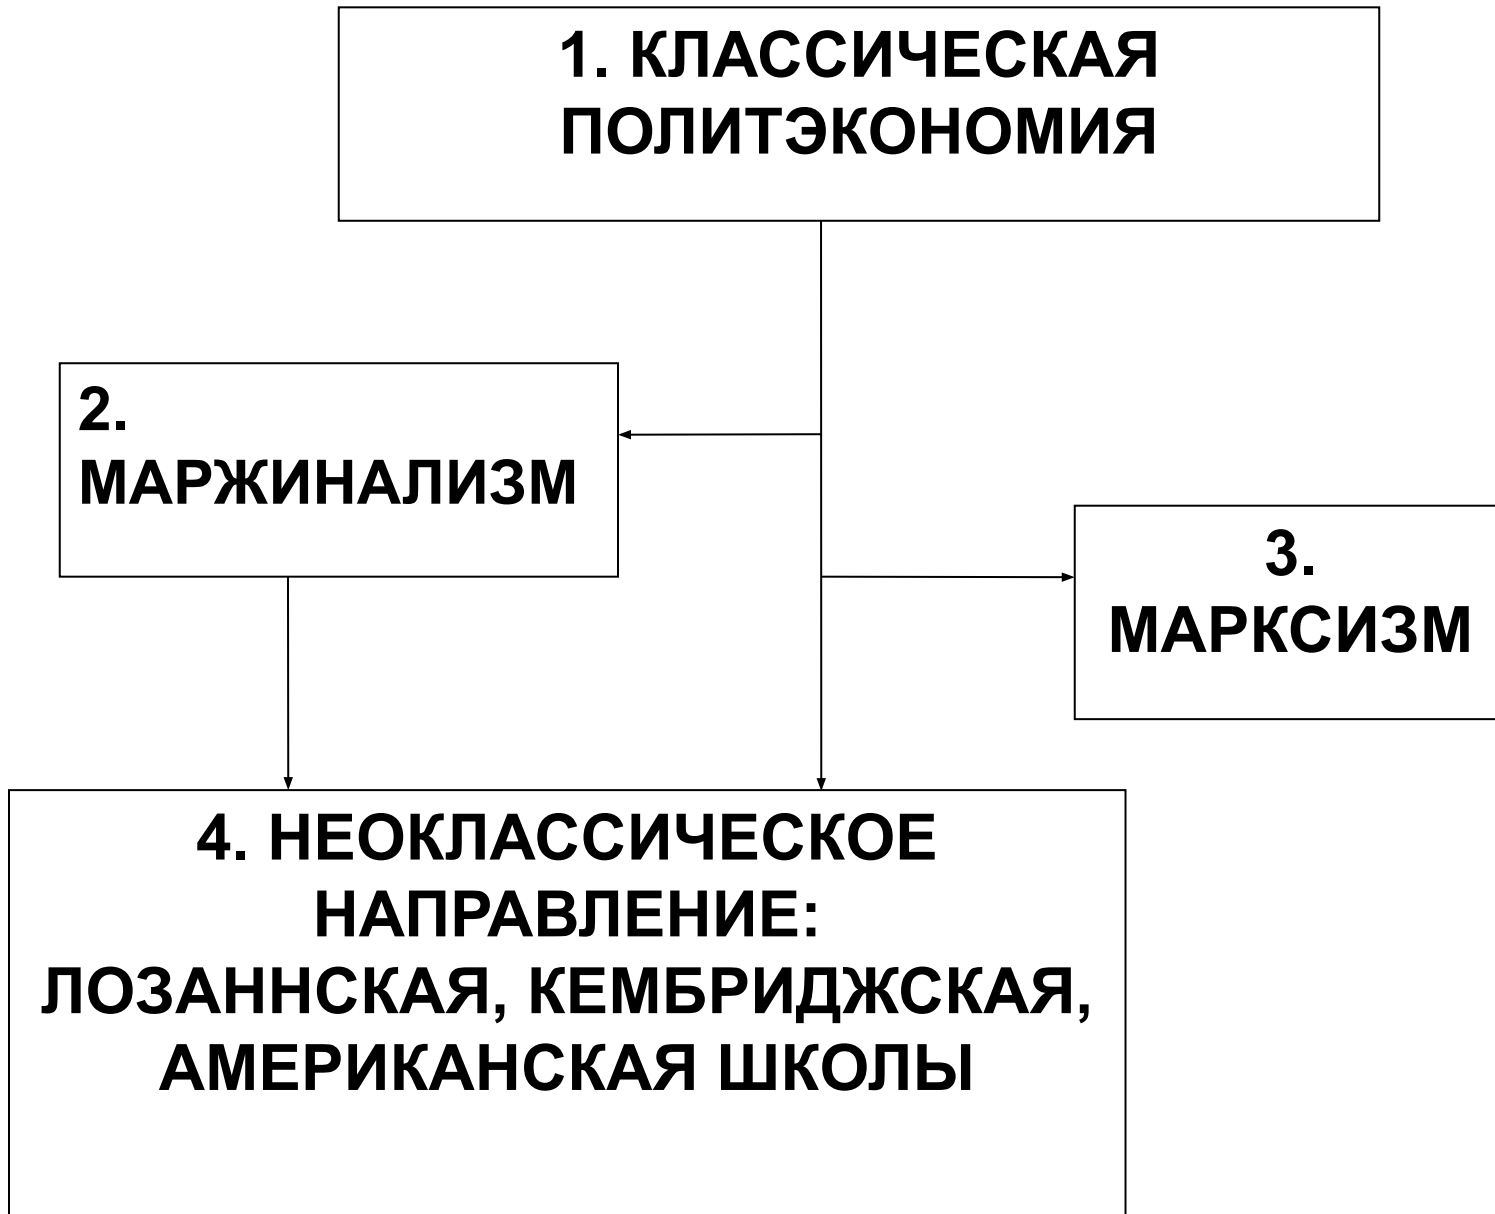 1. КЛАССИЧЕСКАЯ
ПОЛИТЭКОНОМИЯ
2.
МАРЖИНАЛИЗМ
3.
МАРКСИЗМ
4. НЕОКЛАССИЧЕСКОЕ
НАПРАВЛЕНИЕ:
ЛОЗАННСКАЯ, КЕМБРИДЖСКАЯ,
АМЕРИКАНСКАЯ ШКОЛЫ